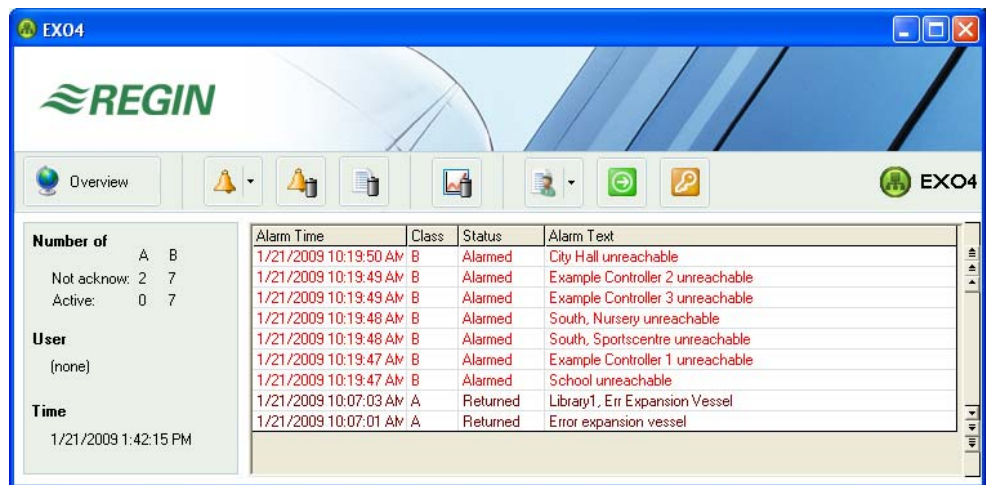 EXO4
REGIN
Overview
EXO4
Number of
A B
Not acknow: 2 7
Active: 0 7
User
(none)
Time
1/21/2009 1:42:15 PM
Alarm Time Class Status Alarm Text
1/21/2009 10:19:50 AM B Alarmed City Hall unreachable
1/21/2009 10:19:49 AM B Alarmed Example Controller 2 unreachable
1/21/2009 10:19:49 AM B Alarmed Example Controller 3 unreachable
1/21/2009 10:19:48 AM B Alarmed South, Nursery unreachable
1/21/2009 10:19:48 AM B Alarmed South, Sportscentre unreachable
1/21/2009 10:19:47 AM B Alarmed Example Controller 1 unreachable
1/21/2009 10:19:47 AM B Alarmed School unreachable
1/21/2009 10:07:03 AM A Returned Library1, Err Expansion Vessel
1/21/2009 10:07:01 AM A Returned Error expansion vessel